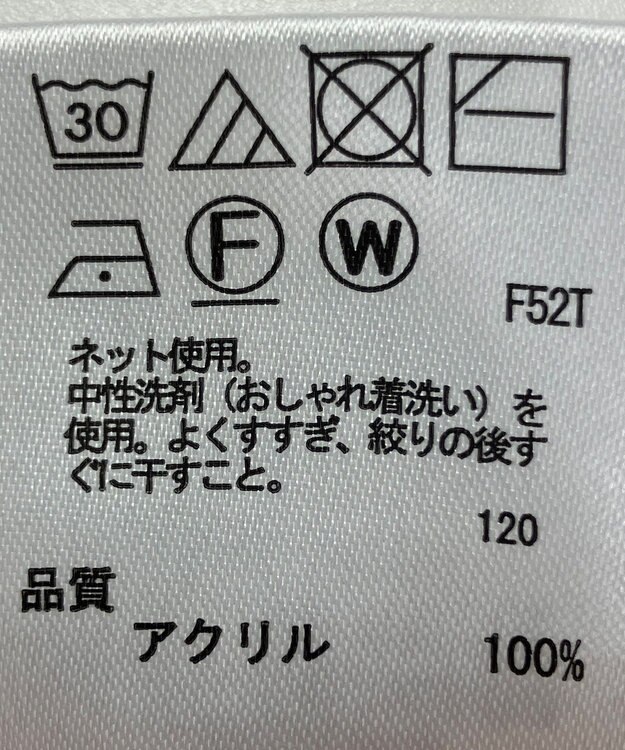 30
F W
F52T
ネット使用。
中性洗剤（おしゃれ着洗い）を
使用。よくすすぎ、絞りの後す
ぐに干すこと。
120
品質
アクリル 100%